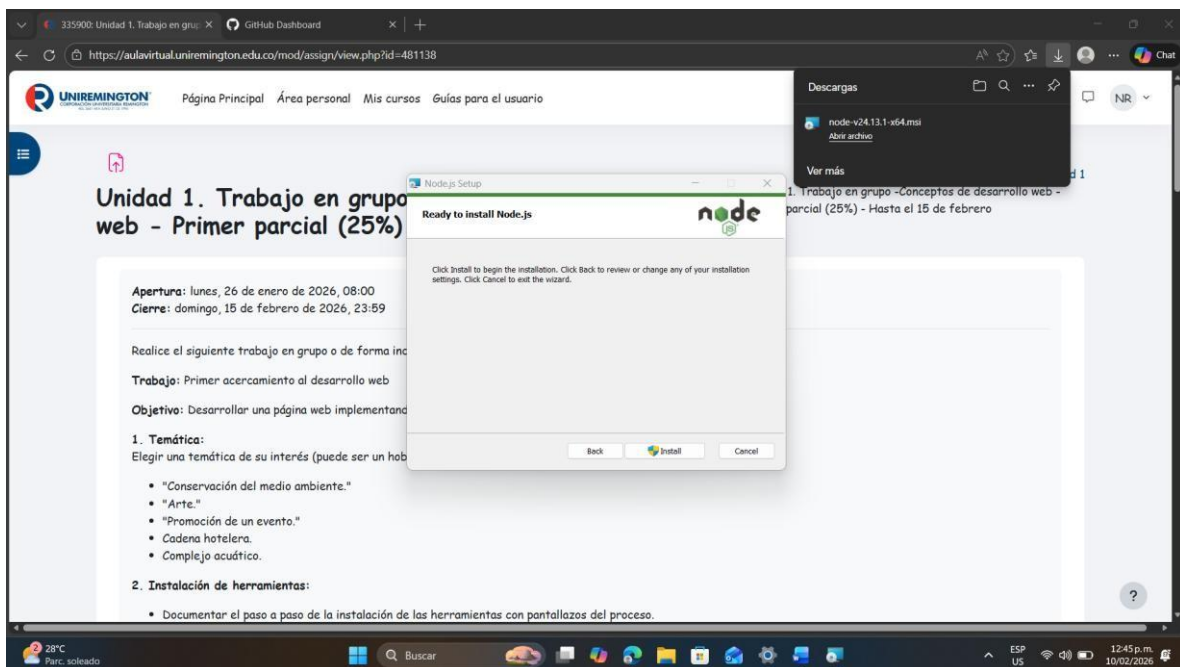 335900: Unidad 1. Trabajo en grup
GitHub Dashboard
https://aulavirtual.uniremington.edu.co/mod/assign/view.php?id=481138
Chat
UNIREMINGTON
CORPORACIÓN UNIVERSITARIA REMINGTON
Página Principal Área personal Mis cursos Guías para el usuario
NR
Descargas
node-v24.13.1-x64.msi
Abrir archivo
Ver más
d 1
Unidad 1. Trabajo en grupo
web - Primer parcial (25%)
1. Trabajo en grupo -Conceptos de desarrollo web -
parcial (25%) - Hasta el 15 de febrero
Node.js Setup
Ready to install Node.js
node
JS
Click Install to begin the installation. Click Back to review or change any of your installation
settings. Click Cancel to exit the wizard.
Back Install Cancel
Apertura: lunes, 26 de enero de 2026, 08:00
Cierre: domingo, 15 de febrero de 2026, 23:59
Realice el siguiente trabajo en grupo o de forma inc
Trabajo: Primer acercamiento al desarrollo web
Objetivo: Desarrollar una página web implementand
1. Temática:
Elegir una temática de su interés (puede ser un hob
"Conservación del medio ambiente."
"Arte."
"Promoción de un evento."
Cadena hotelera.
Complejo acuático.
2. Instalación de herramientas:
Documentar el paso a paso de la instalación de las herramientas con pantallazos del proceso.
?
2
28°C
Parc. soleado
Buscar
ESP
US
12:45 p. m.
10/02/2026